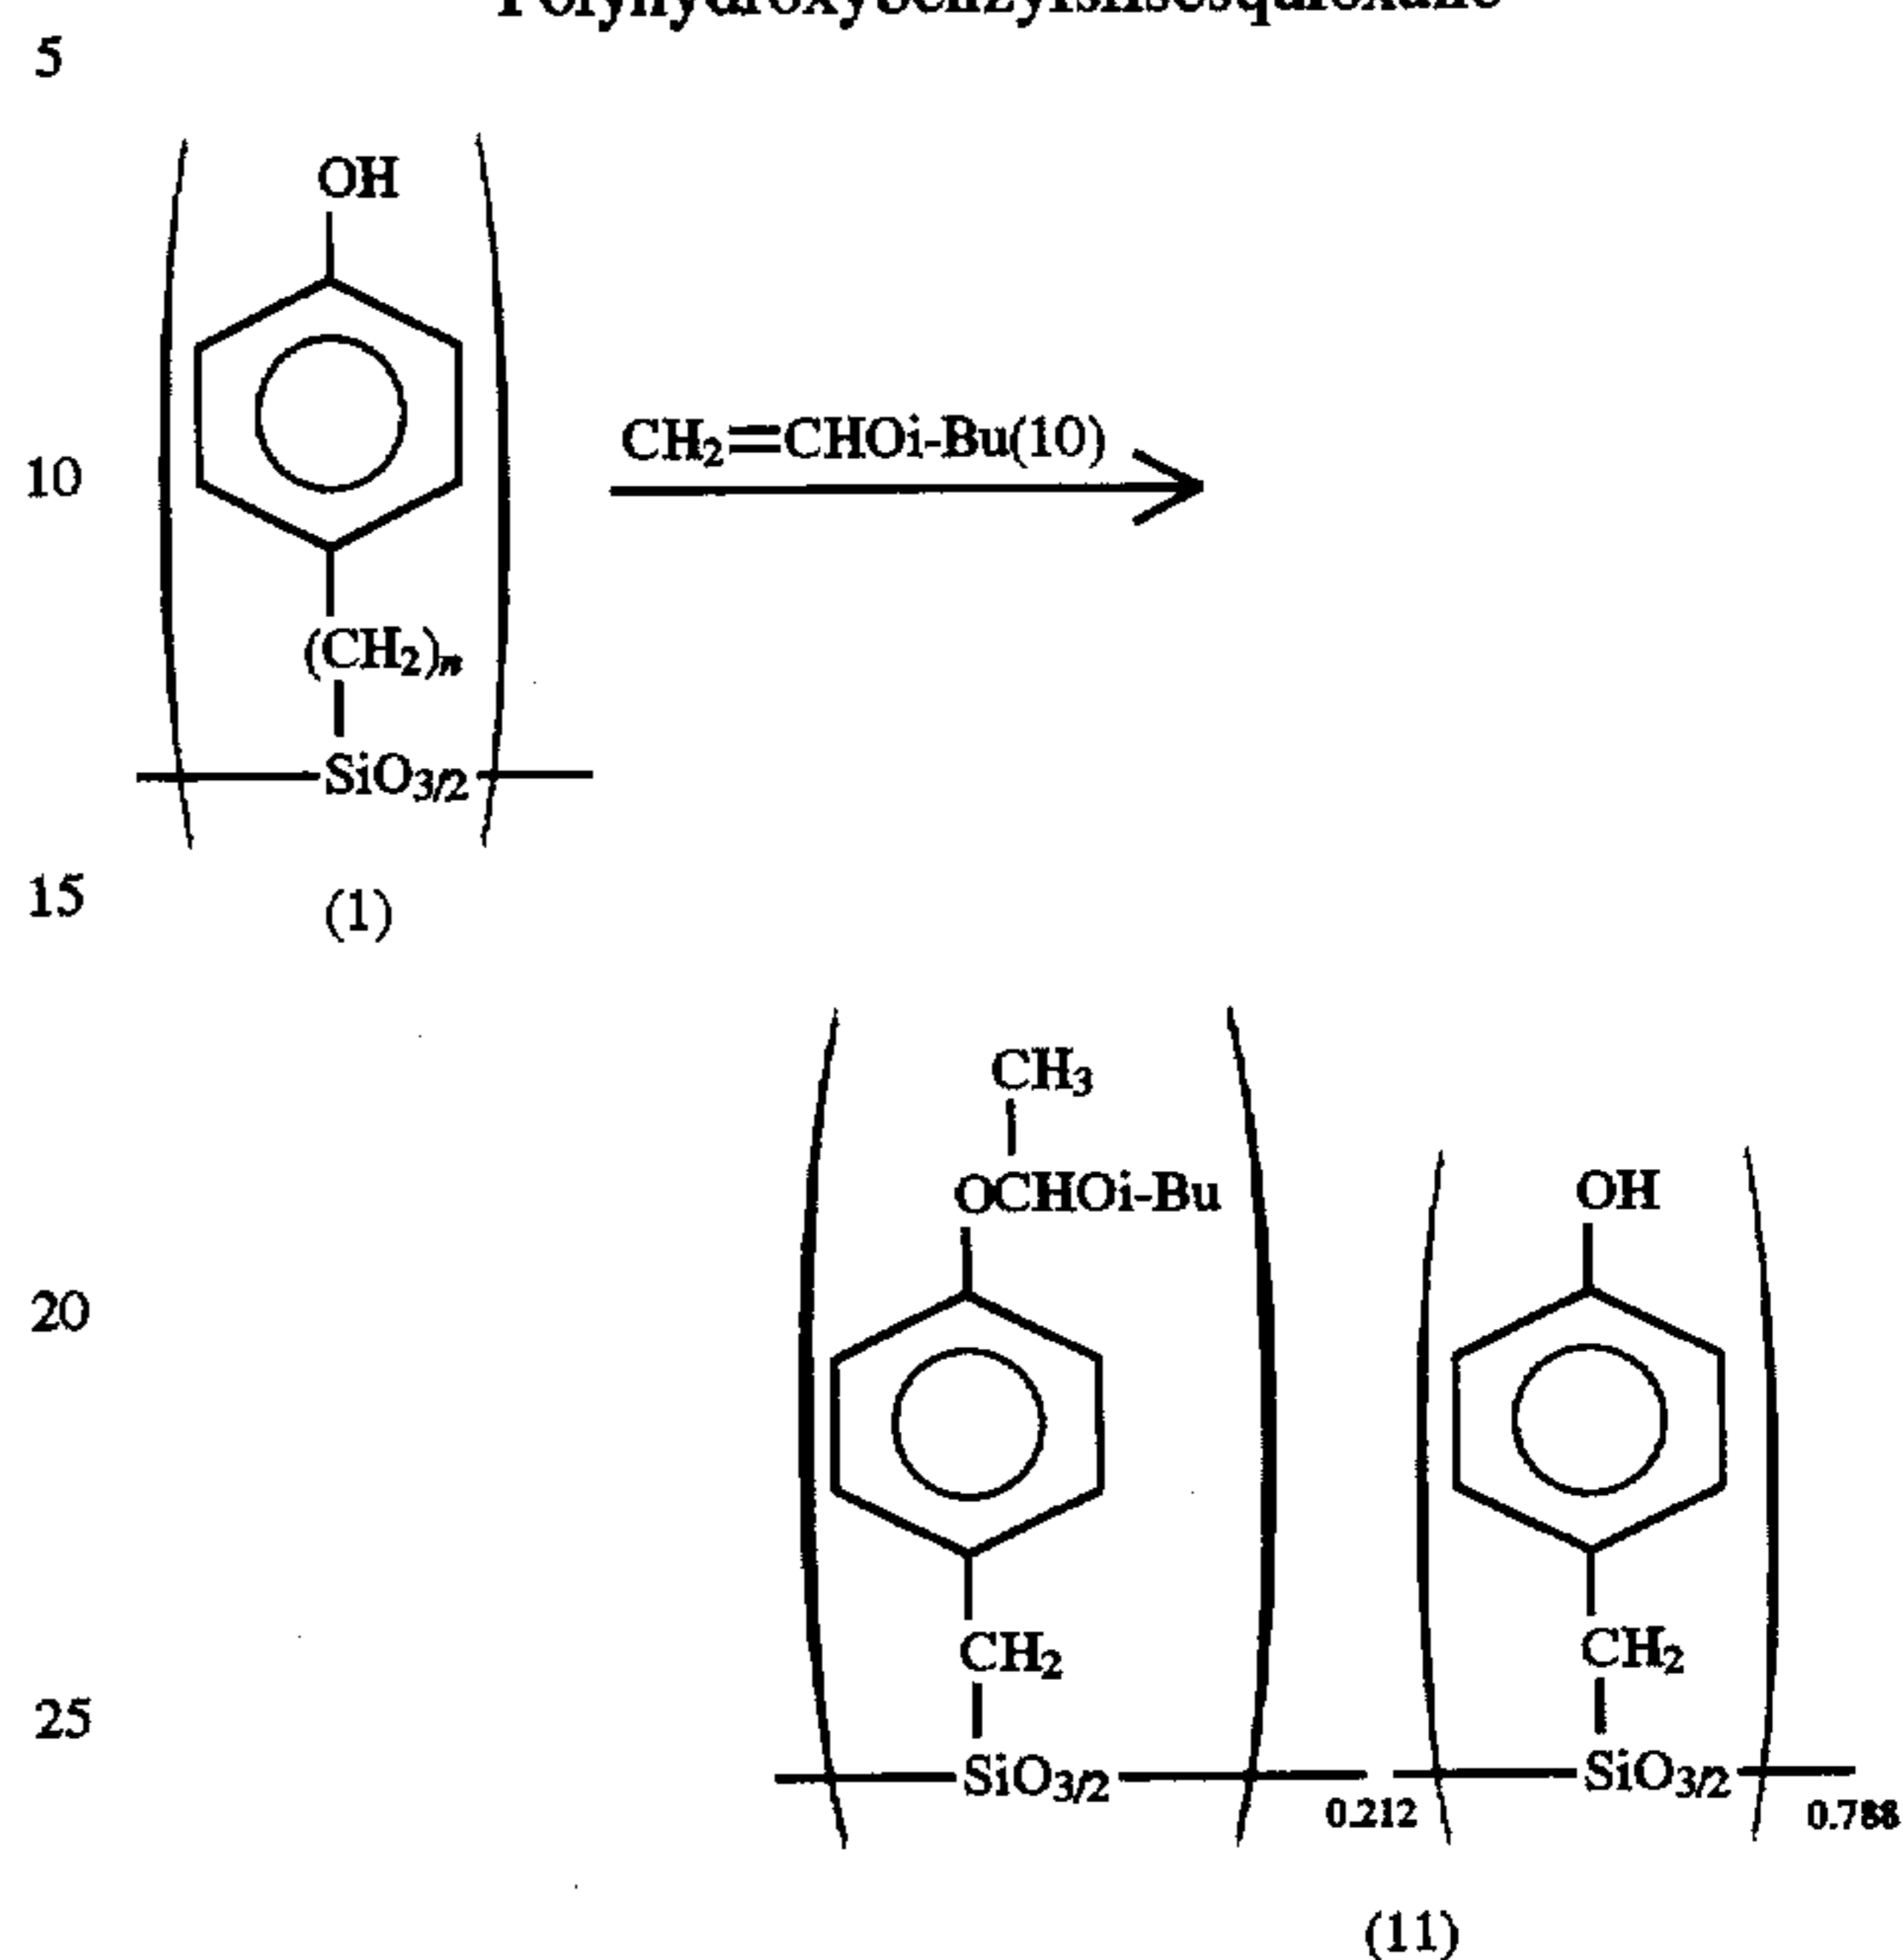 Polyhydroxybenzylsilsesquioxane
5
OH
CH2=CHOi-Bu(10)
10
(CH2)n
SiO3/2
15
(1)
CH3
OCHOi-Bu
OH
20
CH2
CH2
25
SiO3/2
SiO3/2
0.212
0.788
(11)